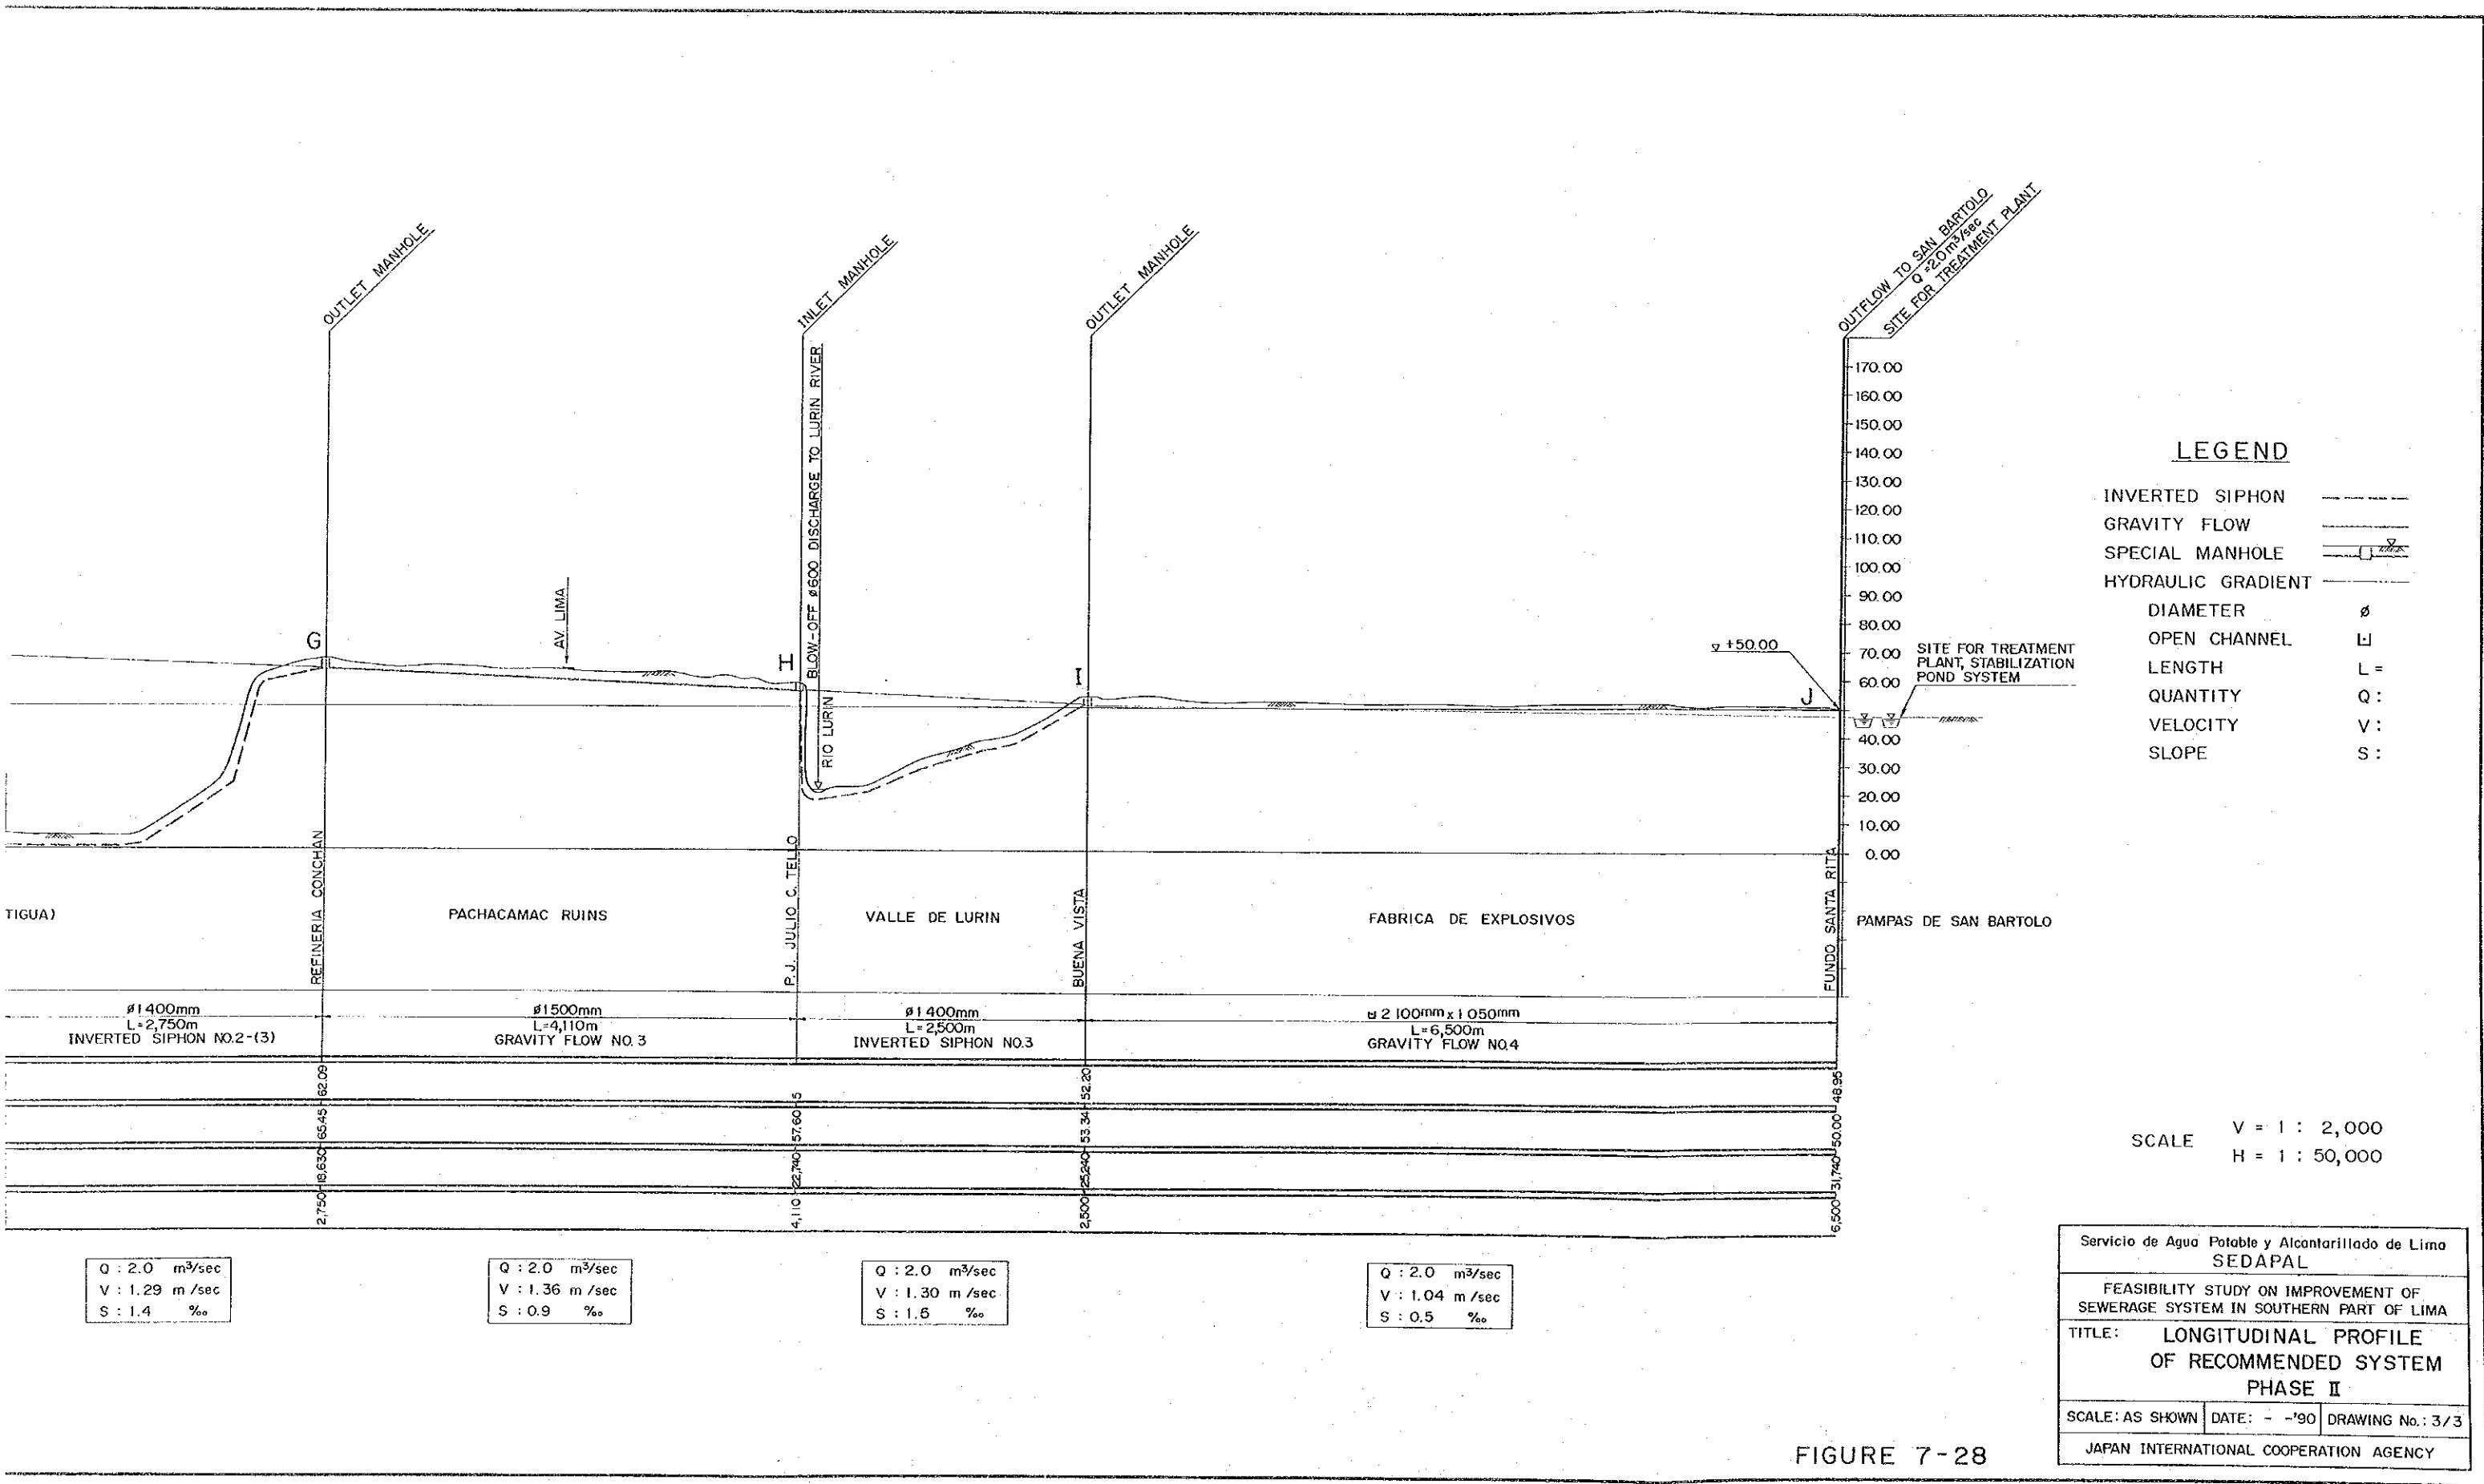 OUTLET MANHOLE
INLET MANHOLE
BLOW-OFF ø600 DISCHARGE TO LURIN RIVER
OUTLET MANHOLE
OUTFLOW TO SAN BARTOLO
Q =2.0m³/sec
SITE FOR TREATMENT PLANT
170.00
160.00
150.00
140.00
130.00
120.00
110.00
100.00
90.00
80.00
70.00
60.00
40.00
30.00
20.00
10.00
0.00
LEGEND
INVERTED SIPHON
GRAVITY FLOW
SPECIAL MANHOLE
HYDRAULIC GRADIENT
DIAMETER ø
OPEN CHANNEL
LENGTH L =
QUANTITY Q :
VELOCITY V :
SLOPE S :
G
AV. LIMA
H
RIO LURIN
I
+50.00
J
SITE FOR TREATMENT
PLANT, STABILIZATION
POND SYSTEM
TIGUA)
REFINERIA CONCHAN
PACHACAMAC RUINS
P.J. JULIO C. TELLO
VALLE DE LURIN
BUENA VISTA
FABRICA DE EXPLOSIVOS
FUNDO SANTA RITA
PAMPAS DE SAN BARTOLO
ø1400mm
L=2,750m
INVERTED SIPHON NO.2-(3)
ø1500mm
L=4,110m
GRAVITY FLOW NO. 3
ø1400mm
L=2,500m
INVERTED SIPHON NO.3
2100mm x 1050mm
L=6,500m
GRAVITY FLOW NO.4
62.09
65.45
18,630
2,750
57.60
22,740
4,110
52.20
53.34
25,240
2,500
48.95
50.00
31,740
6,500
Q : 2.0 m³/sec
V : 1.29 m /sec
S : 1.4 ‰
Q : 2.0 m³/sec
V : 1.36 m /sec
S : 0.9 ‰
Q : 2.0 m³/sec
V : 1.30 m /sec
S : 1.6 ‰
Q : 2.0 m³/sec
V : 1.04 m /sec
S : 0.5 ‰
SCALE
V = 1 : 2,000
H = 1 : 50,000
Servicio de Agua Potable y Alcantarillado de Lima
SEDAPAL
FEASIBILITY STUDY ON IMPROVEMENT OF
SEWERAGE SYSTEM IN SOUTHERN PART OF LIMA
TITLE: LONGITUDINAL PROFILE
OF RECOMMENDED SYSTEM
PHASE II
SCALE: AS SHOWN DATE: - -'90 DRAWING No.: 3/3
JAPAN INTERNATIONAL COOPERATION AGENCY
FIGURE 7-28